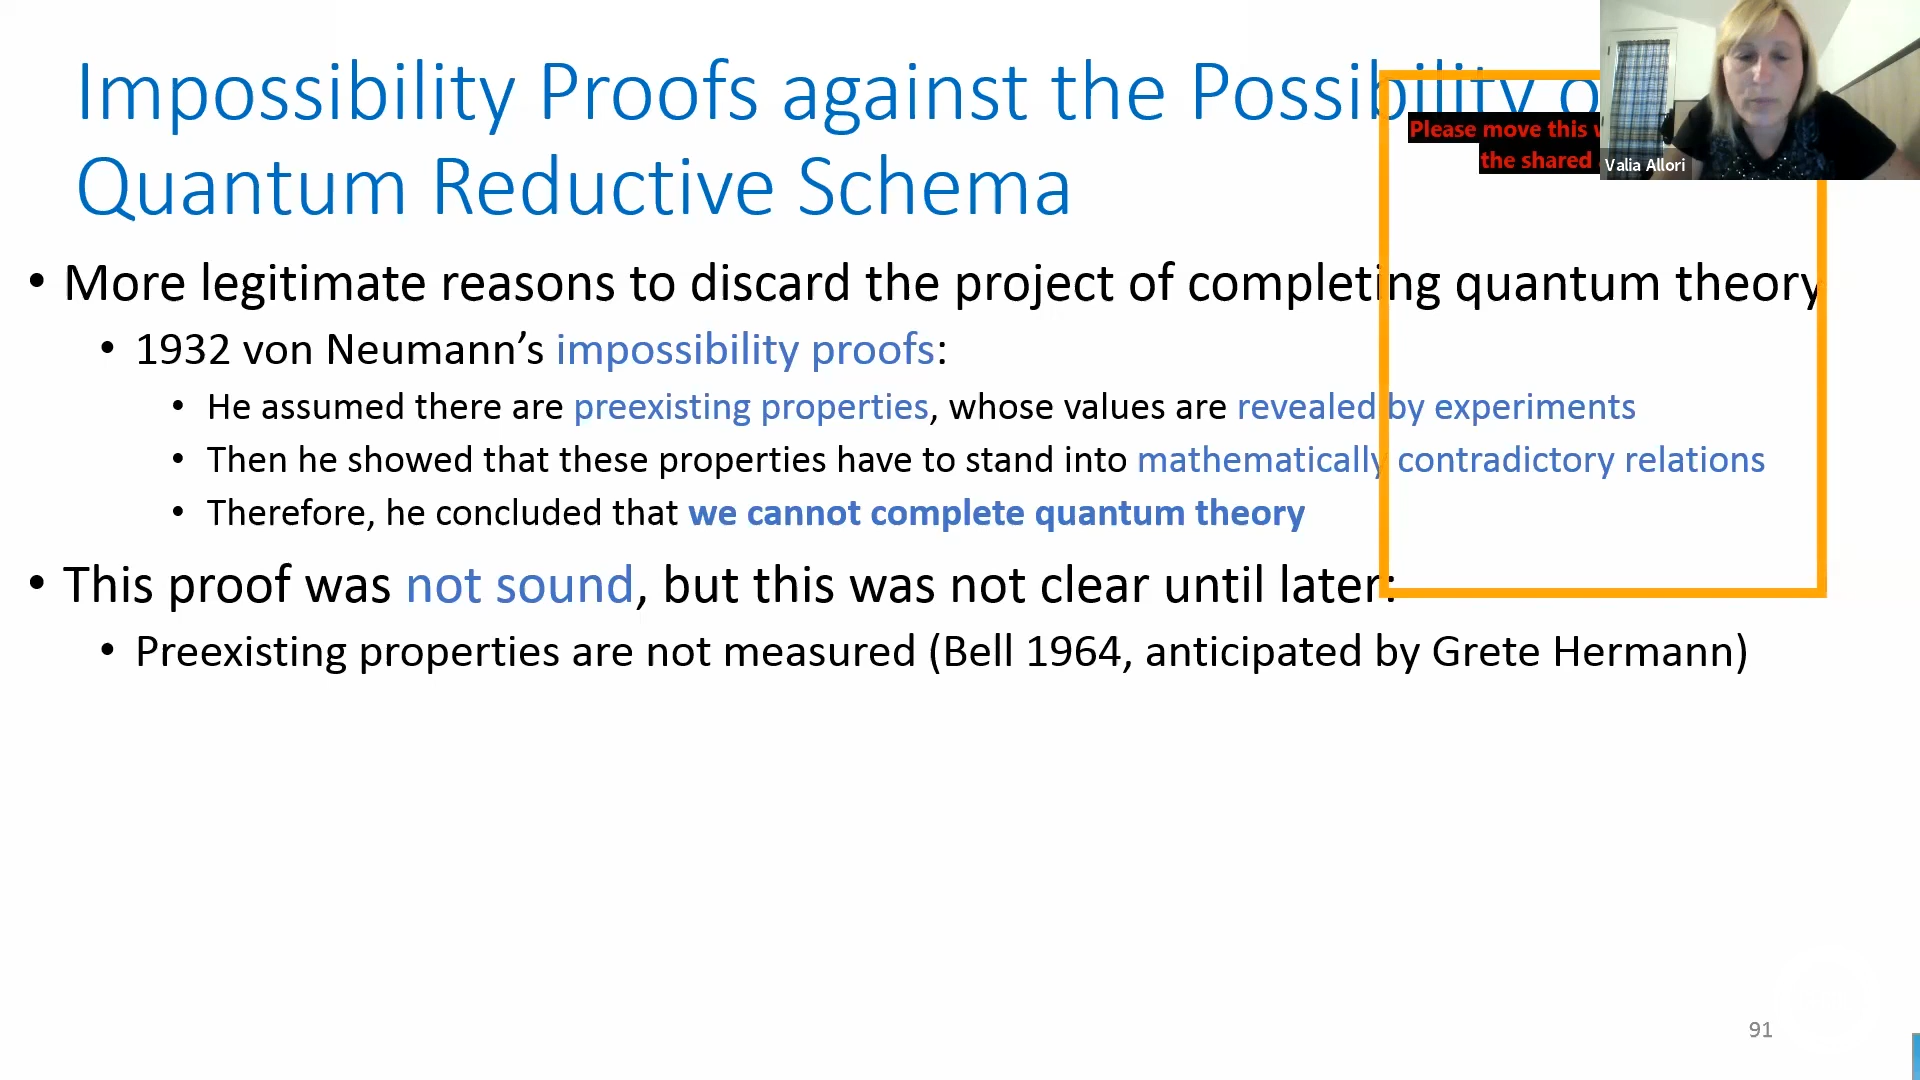 Impossibility Proofs against the Possibility o
Quantum Reductive Schema
Please move this
the shared
Valia Allori
• More legitimate reasons to discard the project of completing quantum theory
• 1932 von Neumann’s impossibility proofs:
• He assumed there are preexisting properties, whose values are revealed by experiments
• Then he showed that these properties have to stand into mathematically contradictory relations
• Therefore, he concluded that we cannot complete quantum theory
• This proof was not sound, but this was not clear until later:
• Preexisting properties are not measured (Bell 1964, anticipated by Grete Hermann)
91